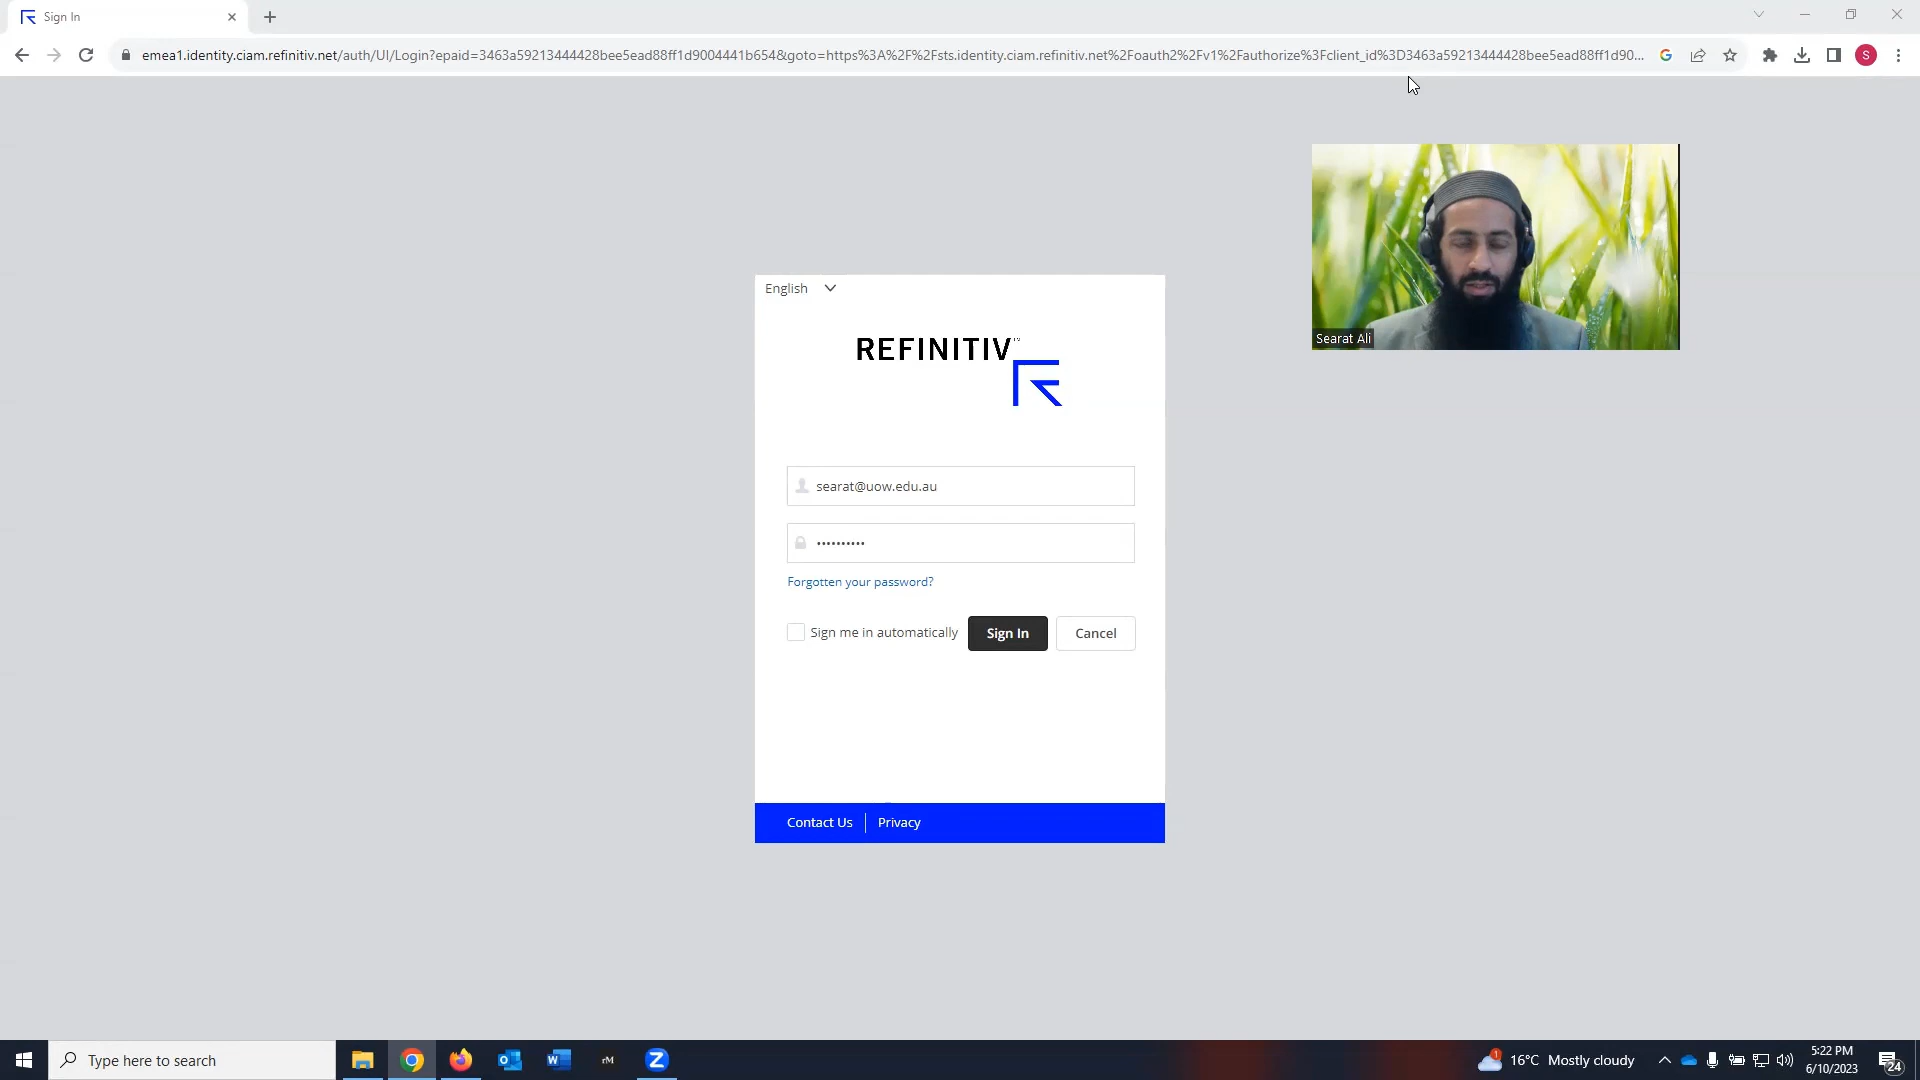 Sign In
emea1.identity.ciam.refinitiv.net/auth/UI/Login?epaid=3463a59213444428bee5ead88ff1d9004441b654&goto=https%3A%2F%2Fsts.identity.ciam.refinitiv.net%2Foauth2%2Fv1%2Fauthorize%3Fclient_id%3D3463a59213444428bee5ead88ff1d90...
S
English
REFINITIV
Searat Ali
searat@uow.edu.au
••••••••••
Forgotten your password?
Sign me in automatically
Sign In
Cancel
Contact Us
Privacy
Type here to search
rM
1
16°C Mostly cloudy
5:22 PM
6/10/2023
24